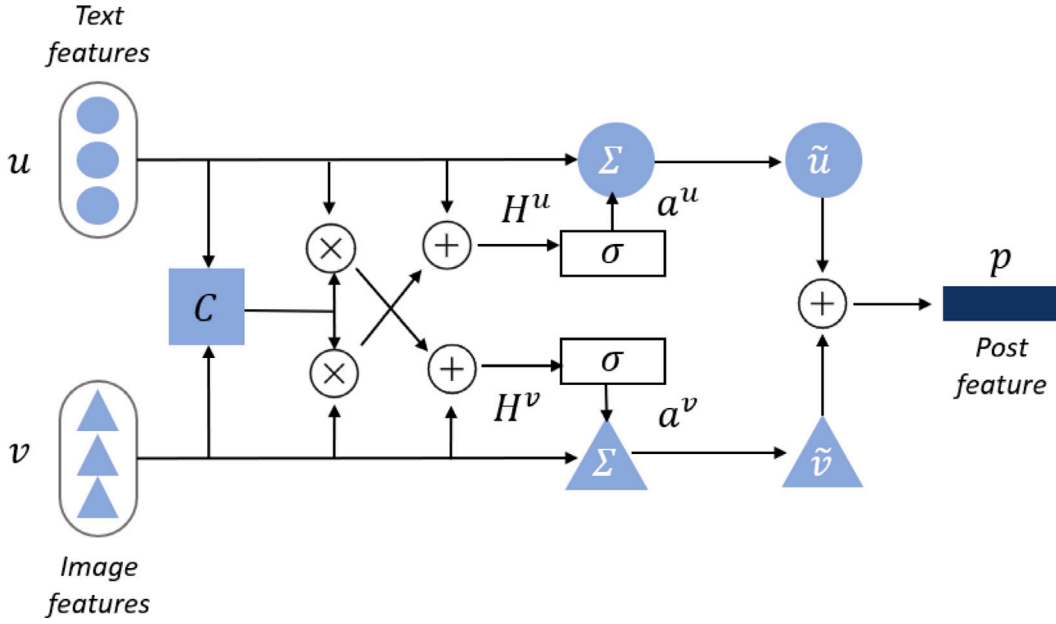 Text
features
u
Σ
ũ
H^u
a^u
×
+
σ
p
C
+
Post
feature
×
+
σ
H^v
a^v
v
Σ
ṽ
Image
features